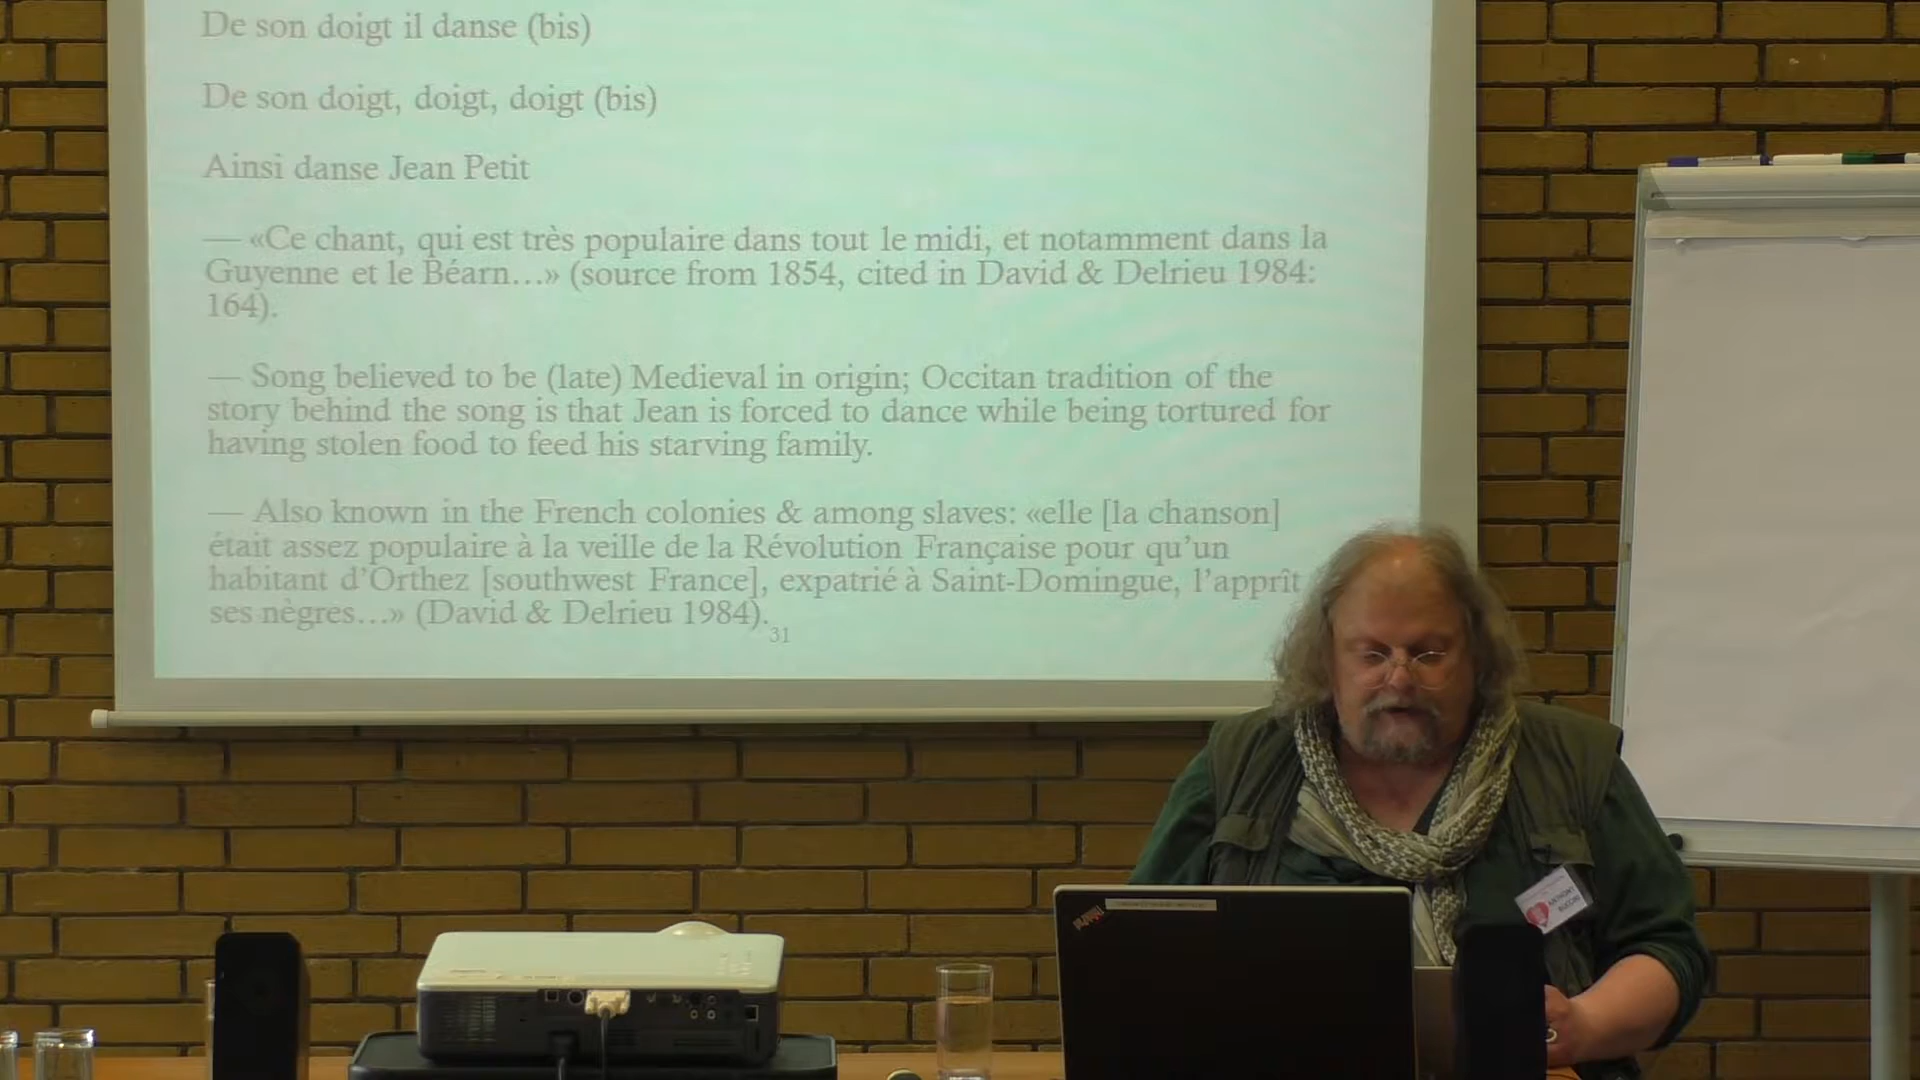 De son doigt il danse (bis)
De son doigt, doigt, doigt (bis)
Ainsi danse Jean Petit
— «Ce chant, qui est très populaire dans tout le midi, et notamment dans la
Guyenne et le Béarn…» (source from 1854, cited in David & Delrieu 1984:
164).
— Song believed to be (late) Medieval in origin; Occitan tradition of the
story behind the song is that Jean is forced to dance while being tortured for
having stolen food to feed his starving family.
— Also known in the French colonies & among slaves: «elle [la chanson]
était assez populaire à la veille de la Révolution Française pour qu'un
habitant d'Orthez [southwest France], expatrié à Saint-Domingue, l'apprît
ses nègres…» (David & Delrieu 1984).
31
ThinkPad
ANTHONY